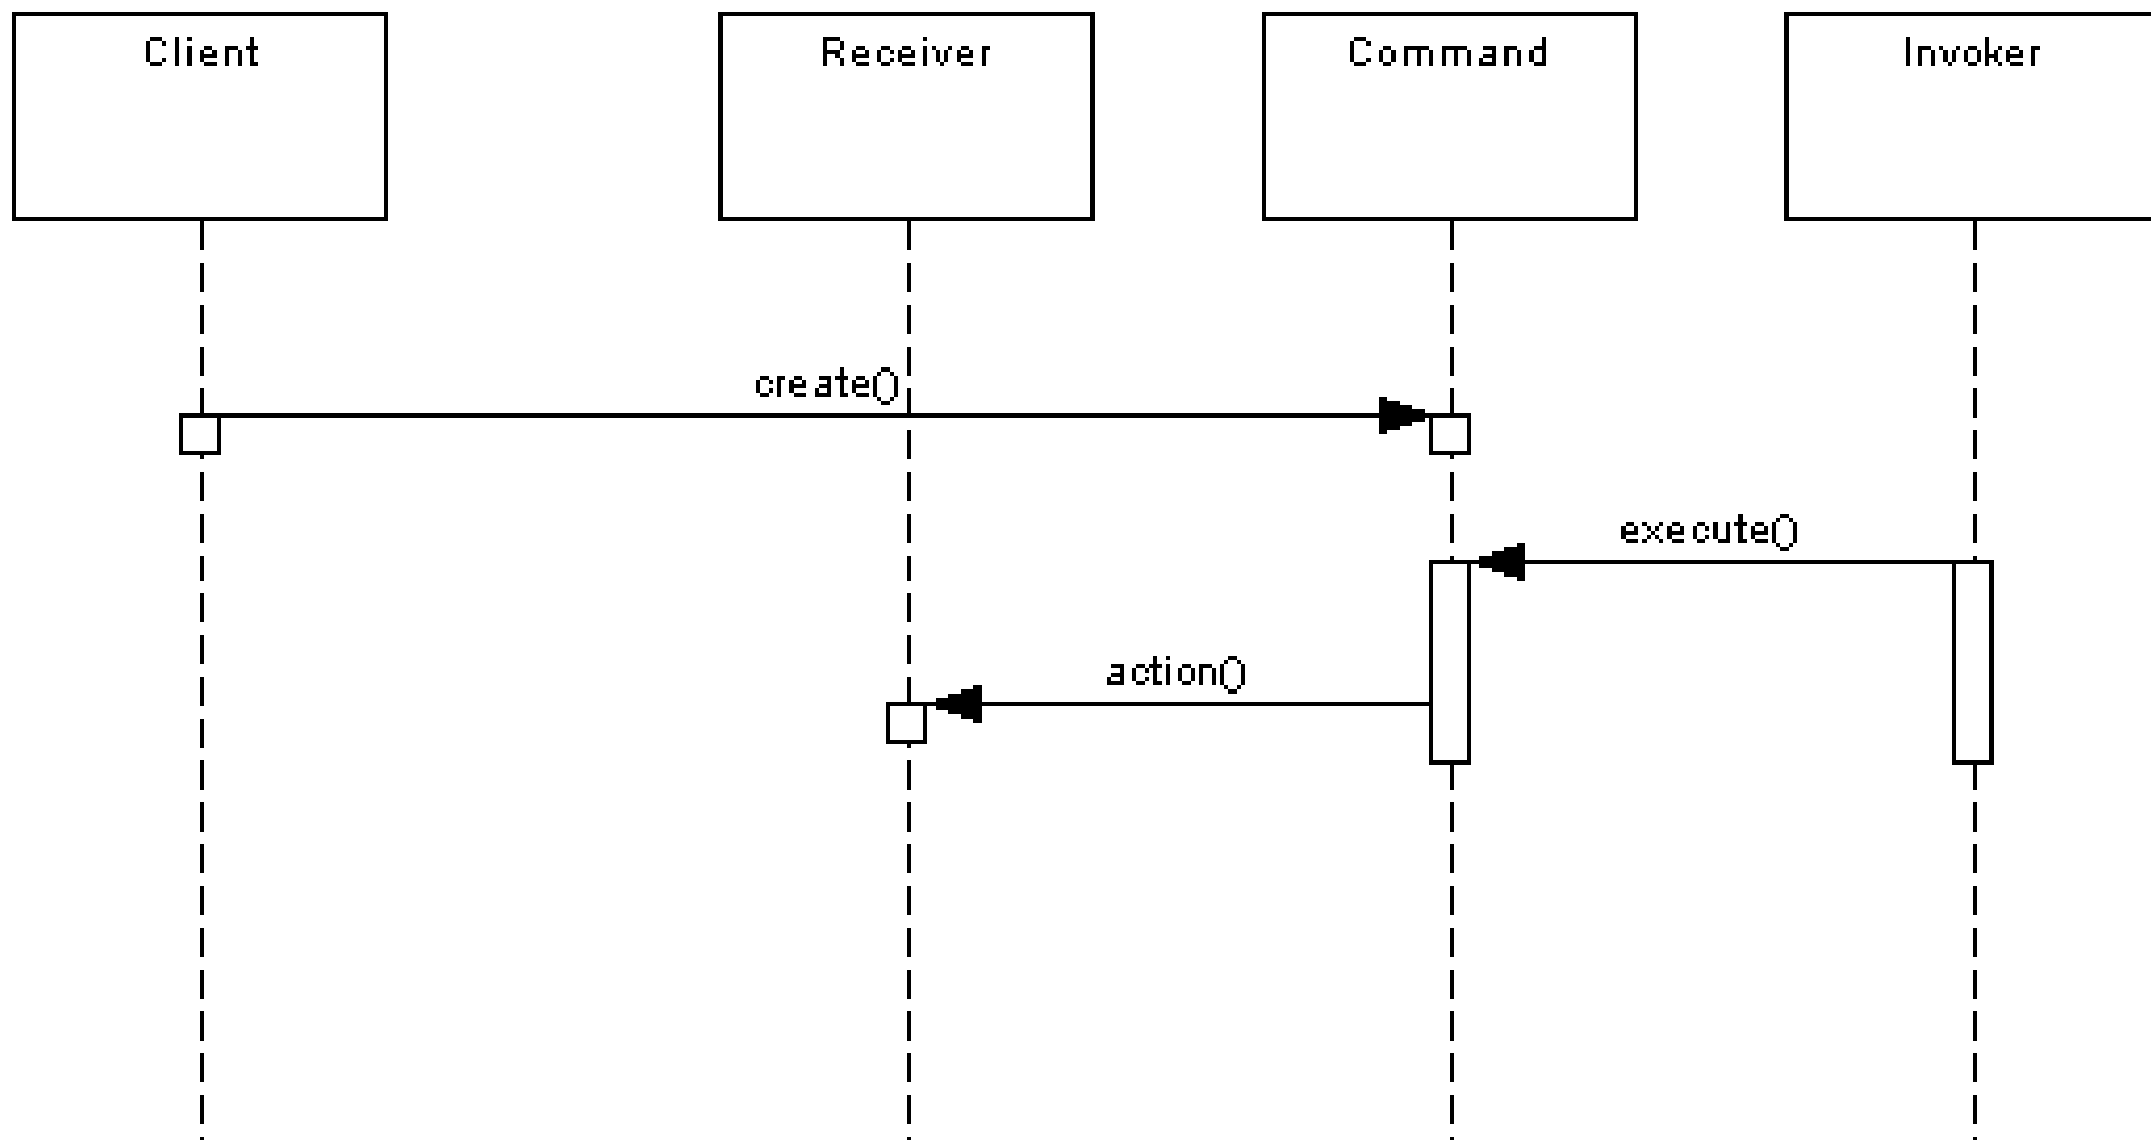 Client
Receiver
Command
Invoker
create()
execute()
action()